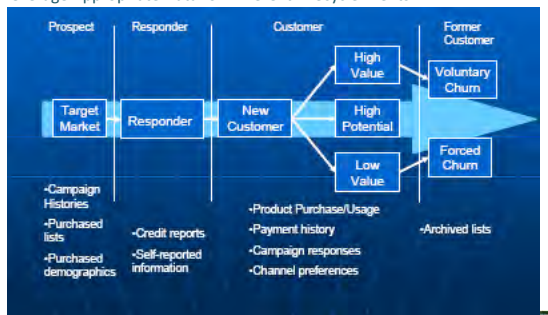 Prospect
Responder
Customer
Former
Customer
High
Value
Voluntary
Churn
Target
Market
Responder
New
Customer
High
Potential
Low
Value
Forced
Churn
•Campaign
Histories
•Purchased
lists
•Purchased
demographics
•Credit reports
•Self-reported
information
•Product Purchase/Usage
•Payment history
•Campaign responses
•Channel preferences
•Archived lists